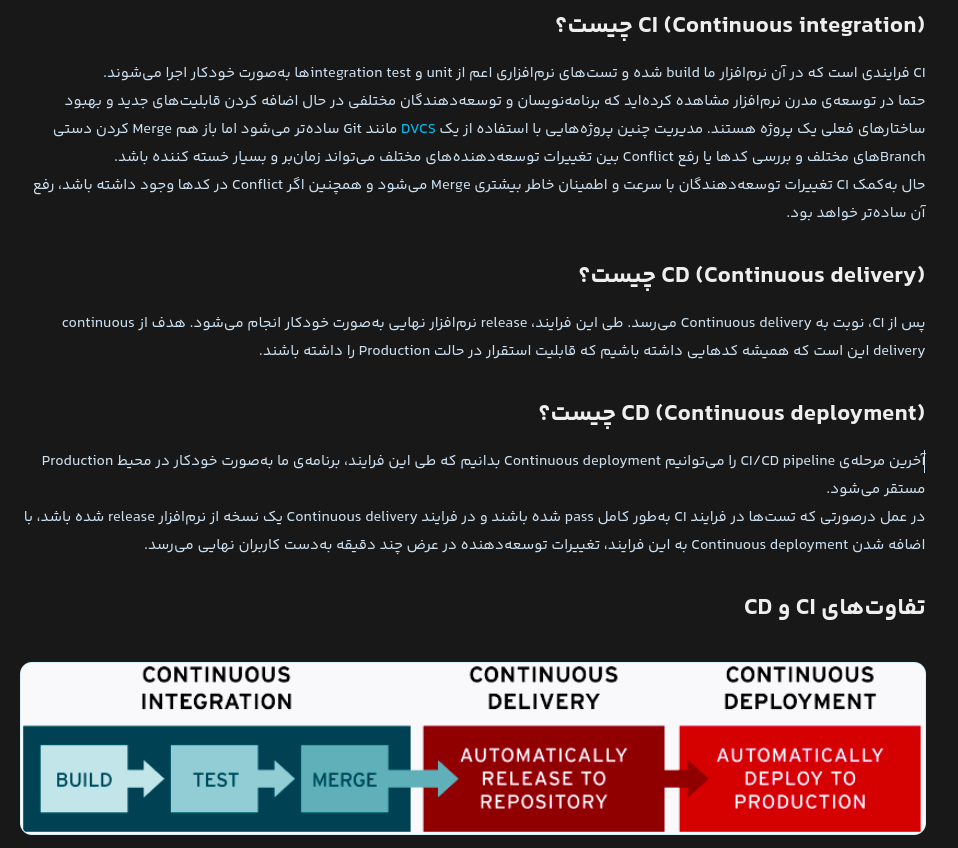 CI (Continuous integration) چیست؟
CI فرایندی است که در آن نرم‌افزار ما build شده و تست‌های نرم‌افزاری اعم از unit و integration test‌ها به‌صورت خودکار اجرا می‌شوند.
حتما در توسعه‌ی مدرن نرم‌افزار مشاهده کرده‌اید که برنامه‌نویسان و توسعه‌دهندگان مختلفی در حال اضافه کردن قابلیت‌های جدید و بهبود
ساختارهای فعلی یک پروژه هستند. مدیریت چنین پروژه‌هایی با استفاده از یک DVCS مانند Git ساده‌تر می‌شود اما باز هم Merge کردن دستی
Branch‌های مختلف و بررسی کدها یا رفع Conflict بین تغییرات توسعه‌دهنده‌های مختلف می‌تواند زمان‌بر و بسیار خسته کننده باشد.
حال به‌کمک CI تغییرات توسعه‌دهندگان با سرعت و اطمینان خاطر بیشتری Merge می‌شود و همچنین اگر Conflict در کدها وجود داشته باشد، رفع
آن ساده‌تر خواهد بود.
CD (Continuous delivery) چیست؟
پس از CI، نوبت به Continuous delivery می‌رسد. طی این فرایند، release نرم‌افزار نهایی به‌صورت خودکار انجام می‌شود. هدف از continuous
delivery این است که همیشه کدهایی داشته باشیم که قابلیت استقرار در حالت Production را داشته باشند.
CD (Continuous deployment) چیست؟
آخرین مرحله‌ی CI/CD pipeline را می‌توانیم Continuous deployment بدانیم که طی این فرایند، برنامه‌ی ما به‌صورت خودکار در محیط Production
مستقر می‌شود.
در عمل درصورتی که تست‌ها در فرایند CI به‌طور کامل pass شده باشند و در فرایند Continuous delivery یک نسخه از نرم‌افزار release شده باشد، با
اضافه شدن Continuous deployment به این فرایند، تغییرات توسعه‌دهنده در عرض چند دقیقه به‌دست کاربران نهایی می‌رسد.
تفاوت‌های CI و CD
CONTINUOUS
INTEGRATION
BUILD
TEST
MERGE
CONTINUOUS
DELIVERY
AUTOMATICALLY
RELEASE TO
REPOSITORY
CONTINUOUS
DEPLOYMENT
AUTOMATICALLY
DEPLOY TO
PRODUCTION